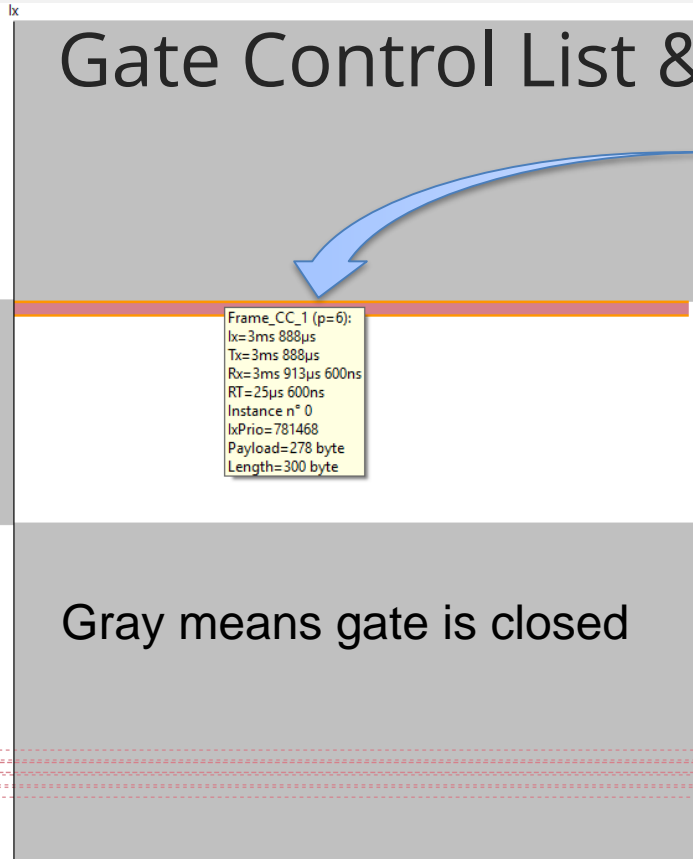 Ix
Gate Control List &
Frame_CC_1 (p=6):
Ix=3ms 888µs
Tx=3ms 888µs
Rx=3ms 913µs 600ns
RT=25µs 600ns
Instance n° 0
IxPrio=781468
Payload=278 byte
Length=300 byte
Gray means gate is closed